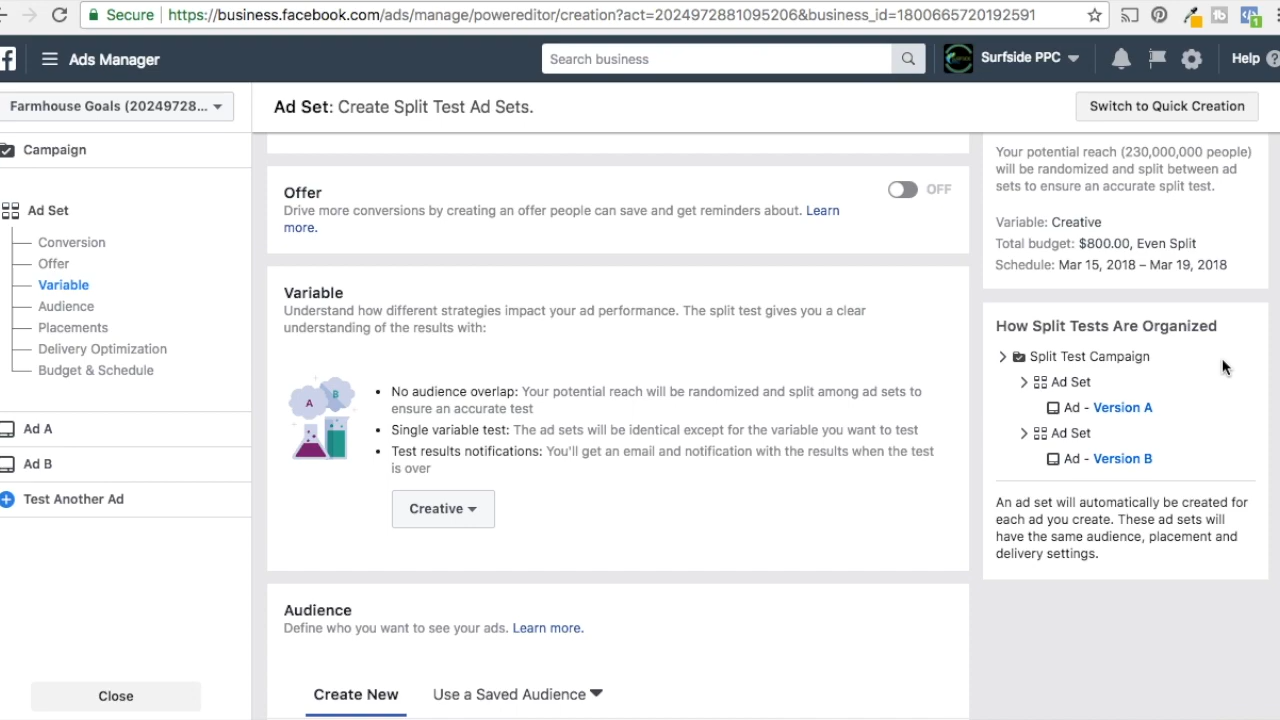 Secure
https://business.facebook.com/ads/manage/powereditor/creation?act=2024972881095206&business_id=1800665720192591
Ads Manager
Search business
Surfside PPC
Help
Farmhouse Goals (20249728...
Ad Set: Create Split Test Ad Sets.
Switch to Quick Creation
Campaign
Ad Set
Conversion
Offer
Variable
Audience
Placements
Delivery Optimization
Budget & Schedule
Ad A
Ad B
Test Another Ad
Close
Offer
OFF
Drive more conversions by creating an offer people can save and get reminders about. Learn
more.
Variable
Understand how different strategies impact your ad performance. The split test gives you a clear
understanding of the results with:
A
B
• No audience overlap: Your potential reach will be randomized and split among ad sets to
ensure an accurate test
• Single variable test: The ad sets will be identical except for the variable you want to test
• Test results notifications: You'll get an email and notification with the results when the test
is over
Creative
Audience
Define who you want to see your ads. Learn more.
Create New
Use a Saved Audience
Your potential reach (230,000,000 people)
will be randomized and split between ad
sets to ensure an accurate split test.
Variable: Creative
Total budget: $800.00, Even Split
Schedule: Mar 15, 2018 – Mar 19, 2018
How Split Tests Are Organized
Split Test Campaign
Ad Set
Ad - Version A
Ad Set
Ad - Version B
An ad set will automatically be created for
each ad you create. These ad sets will
have the same audience, placement and
delivery settings.